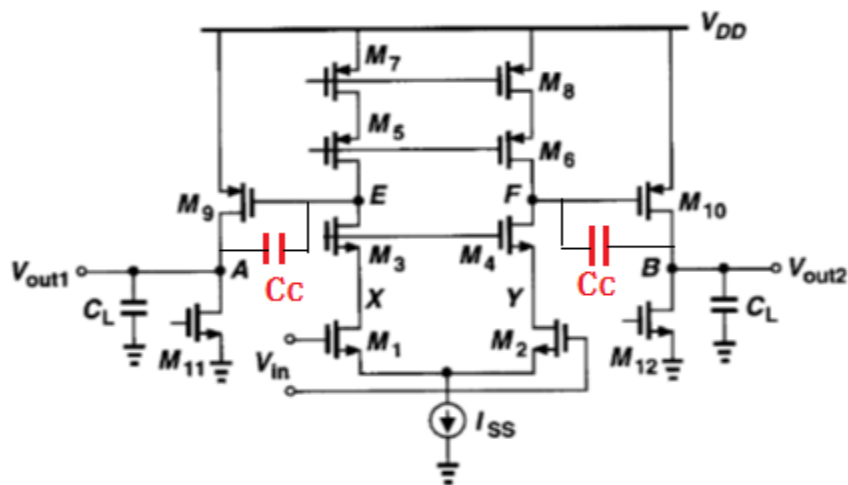 V_DD
M_7
M_8
M_5
M_6
E
F
M_9
M_10
M_3
M_4
V_out1
A
Cc
Cc
B
V_out2
C_L
X
Y
C_L
M_11
M_1
M_2
M_12
V_in
I_SS